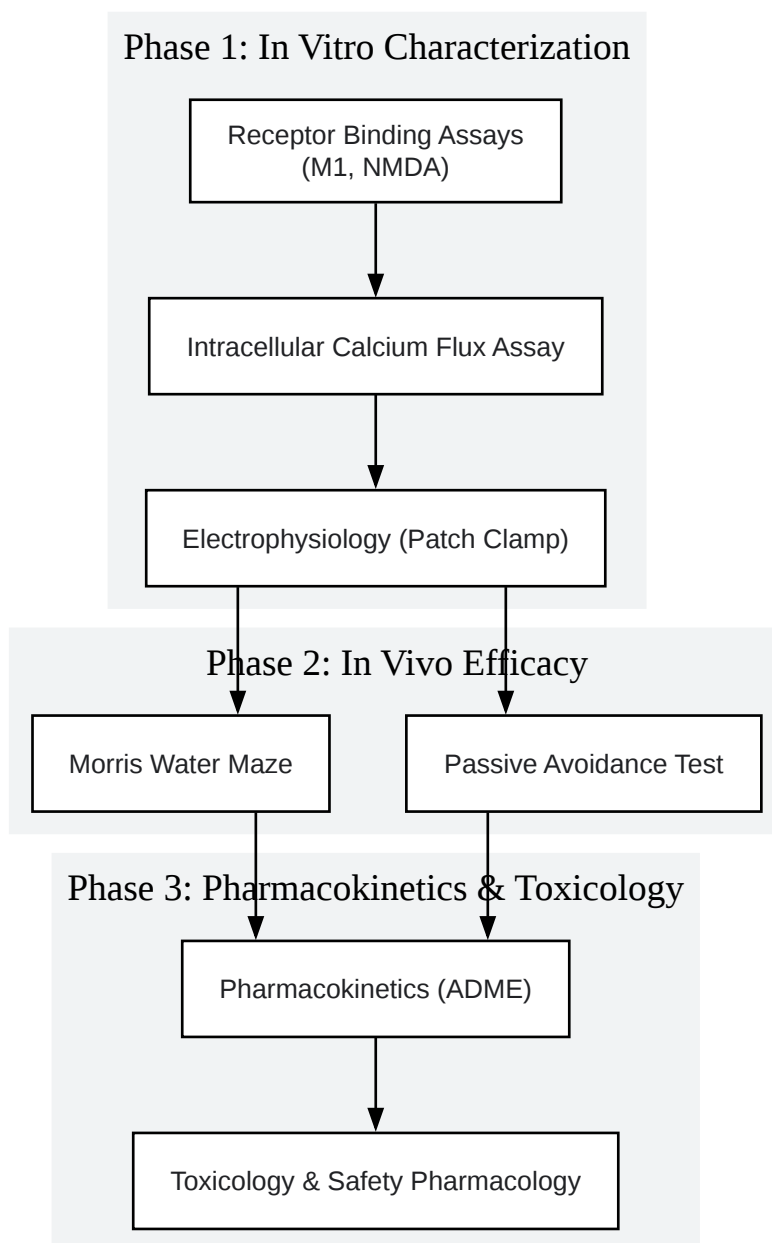 Phase 1: In Vitro Characterization
Receptor Binding Assays
(M1, NMDA)
Intracellular Calcium Flux Assay
Electrophysiology (Patch Clamp)
Phase 2: In Vivo Efficacy
Morris Water Maze
Passive Avoidance Test
Phase 3: Pharmacokinetics & Toxicology
Pharmacokinetics (ADME)
Toxicology & Safety Pharmacology